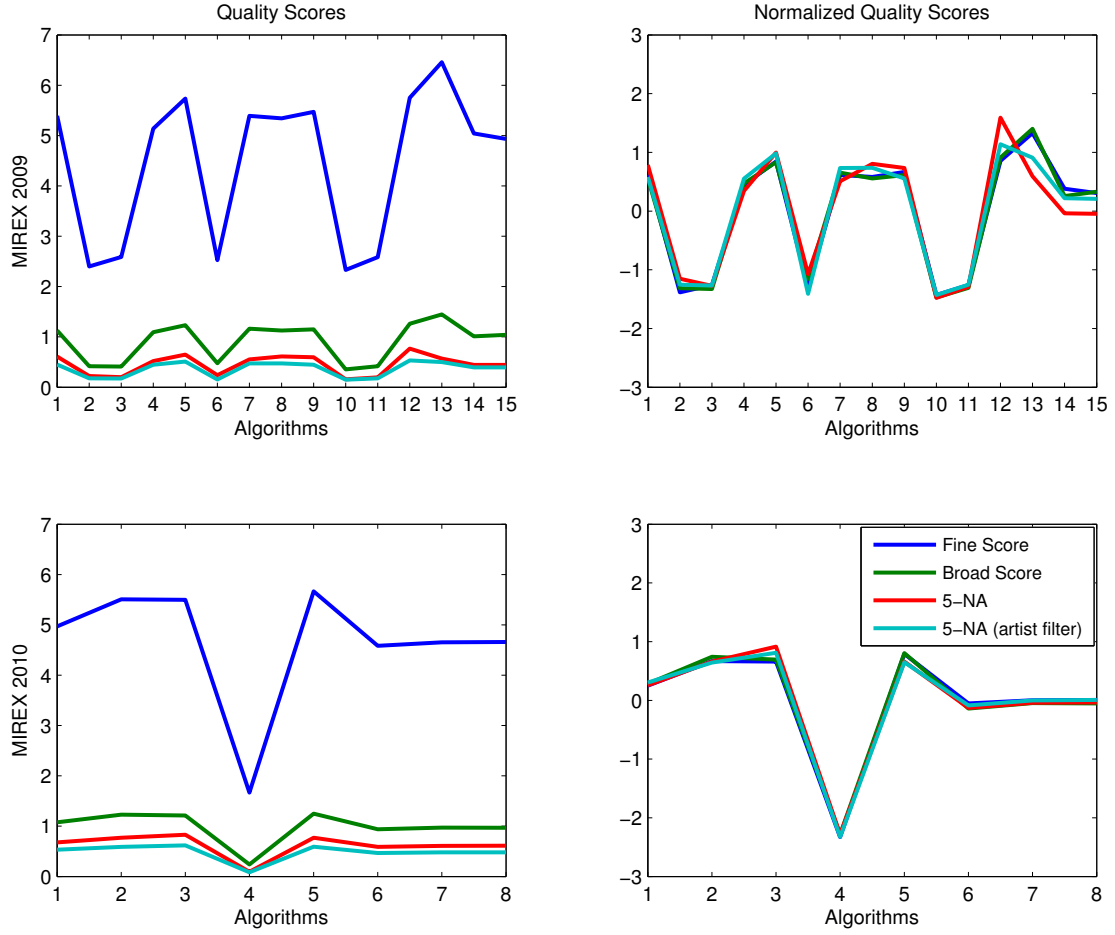 Quality Scores
Normalized Quality Scores
MIREX 2009
7
6
5
4
3
2
1
0
1 2 3 4 5 6 7 8 9 10 11 12 13 14 15
Algorithms
3
2
1
0
−1
−2
−3
1 2 3 4 5 6 7 8 9 10 11 12 13 14 15
Algorithms
MIREX 2010
7
6
5
4
3
2
1
0
1 2 3 4 5 6 7 8
Algorithms
3
2
1
0
−1
−2
−3
1 2 3 4 5 6 7 8
Algorithms
Fine Score
Broad Score
5−NA
5−NA (artist filter)